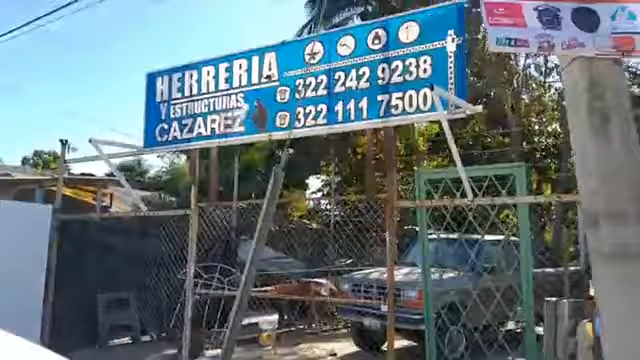 HERRERIA
Y ESTRUCTURAS
CAZAREZ
322 242 9238
322 111 7500